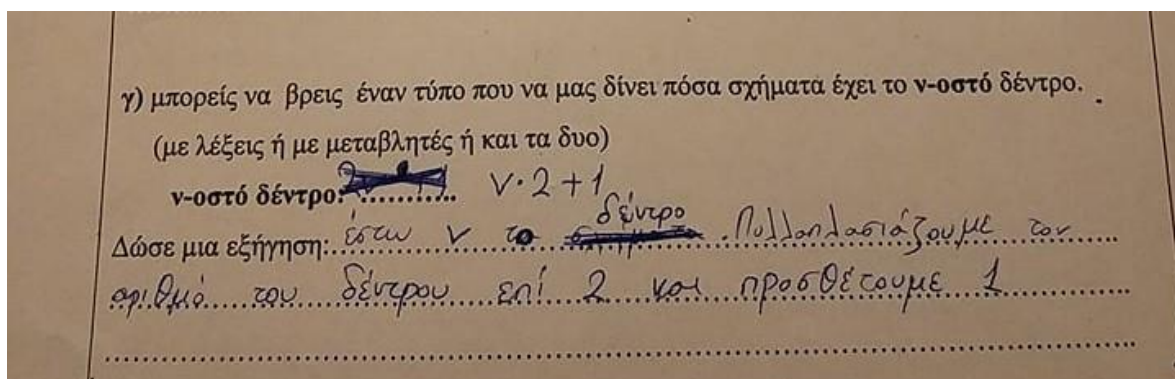 γ) μπορείς να βρεις έναν τύπο που να μας δίνει πόσα σχήματα έχει το ν-οστό δέντρο.
(με λέξεις ή με μεταβλητές ή και τα δυο)
ν-οστό δέντρο:........... ν·2+1
Δώσε μια εξήγηση:..έστω ν το δέντρο. Πολλαπλασιάζουμε τον
αριθμό του δέντρου επί 2 και προσθέτουμε 1